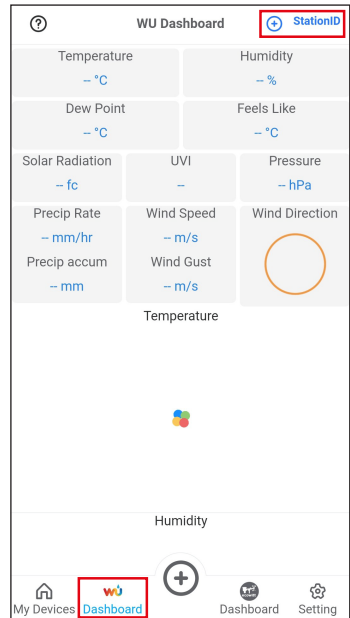 WU Dashboard
StationID
Temperature Humidity
-- °C -- %
Dew Point Feels Like
-- °C -- °C
Solar Radiation UVI Pressure
-- fc -- -- hPa
Precip Rate Wind Speed Wind Direction
-- mm/hr -- m/s
Precip accum Wind Gust
-- mm -- m/s
Temperature
Humidity
wu
My Devices Dashboard Dashboard Setting